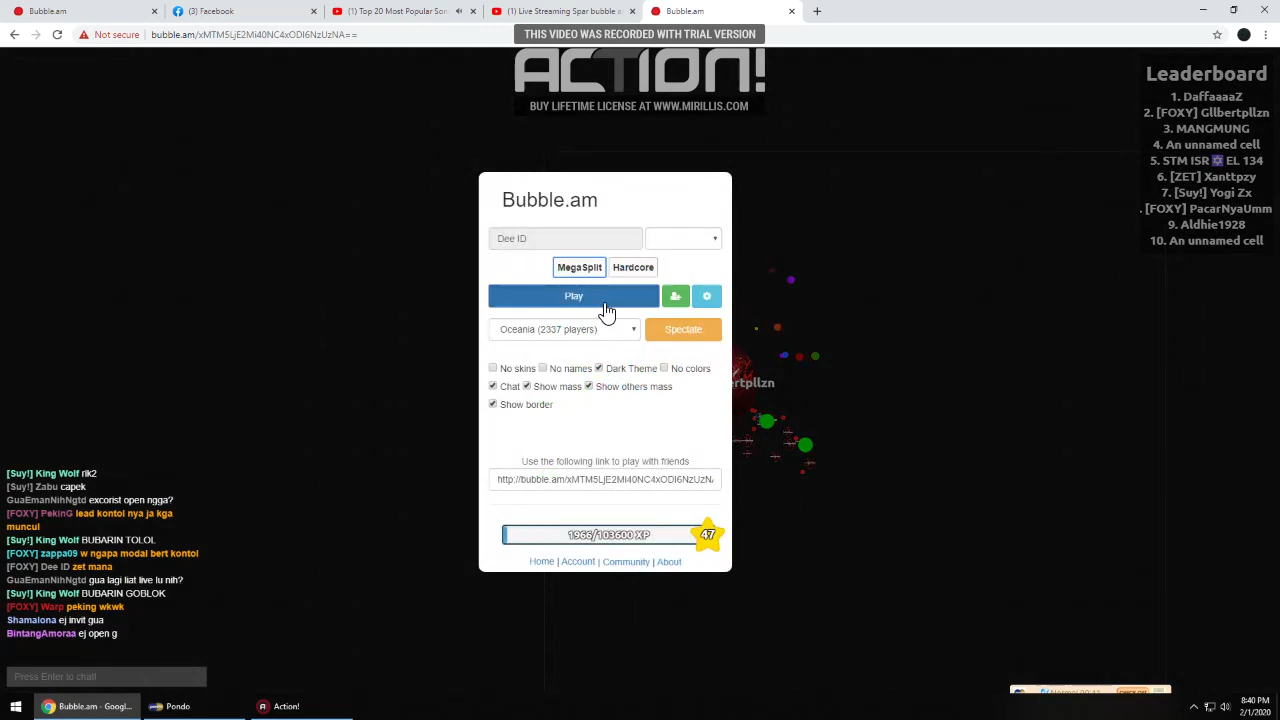 Bubble.am
(3) Facebook
(1) Top 20 Most Popular Son
(1) Live Streaming Spar bubble a
Bubble.am
Not secure | bubble.am/xMTM5LjE2Mi40NC4xODI6NzUzNA==
THIS VIDEO WAS RECORDED WITH TRIAL VERSION
ACTION!
BUY LIFETIME LICENSE AT WWW.MIRILLIS.COM
Leaderboard
1. DaffaaaaZ
2. [FOXY] Gllbertpllzn
3. MANGMUNG
4. An unnamed cell
5. STM ISR✡EL 134
6. [ZET] Xanttpzy
7. [Suy!] Yogi Zx
. [FOXY] PacarNyaUmm
9. Aldhie1928
10. An unnamed cell
Bubble.am
Dee ID
MegaSplit Hardcore
Play
Oceania (2337 players) Spectate
No skins No names Dark Theme No colors
Chat Show mass Show others mass
Show border
Use the following link to play with friends
http://bubble.am/xMTM5LjE2Mi40NC4xODI6NzUzN
1966/103600 XP 47
Home | Account | Community | About
ertpllzn
[Suy!] King Wolf rik2
[Suy!] Zabu capek
GuaEmanNihNgtd excorist open ngga?
[FOXY] PekinG lead kontol nya ja kga
muncul
[Suy!] King Wolf BUBARIN TOLOL
[FOXY] zappa09 w ngapa modal bert kontol
[FOXY] Dee ID zet mana
GuaEmanNihNgtd gua lagi liat live lu nih?
[Suy!] King Wolf BUBARIN GOBLOK
[FOXY] Warp peking wkwk
Shamalona ej invit gua
BintangAmoraa ej open g
Press Enter to chat!
Bubble.am - Googl...
Pondo
Action!
8:40 PM
2/1/2020